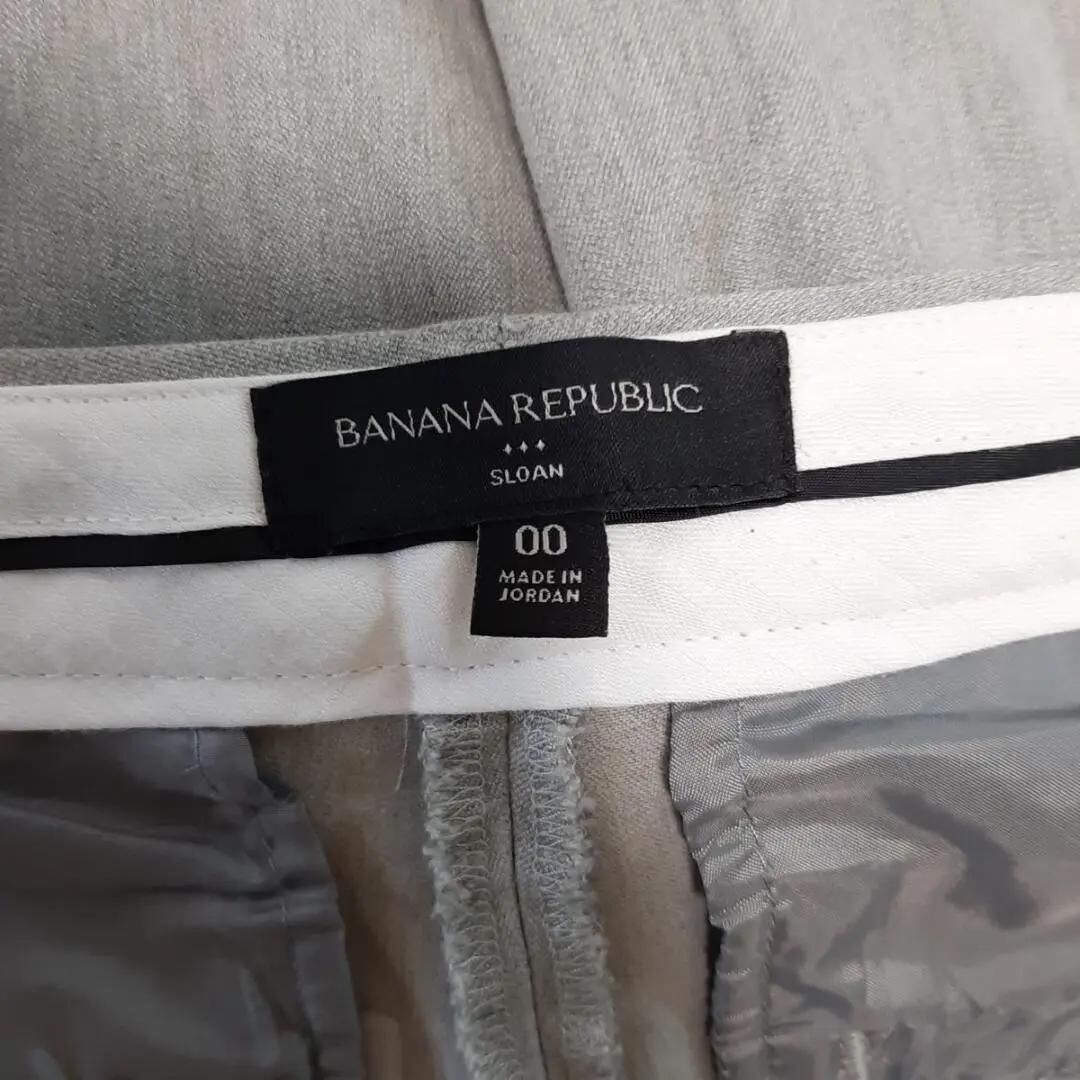 BANANA REPUBLIC
SLOAN
00
MADE IN
JORDAN